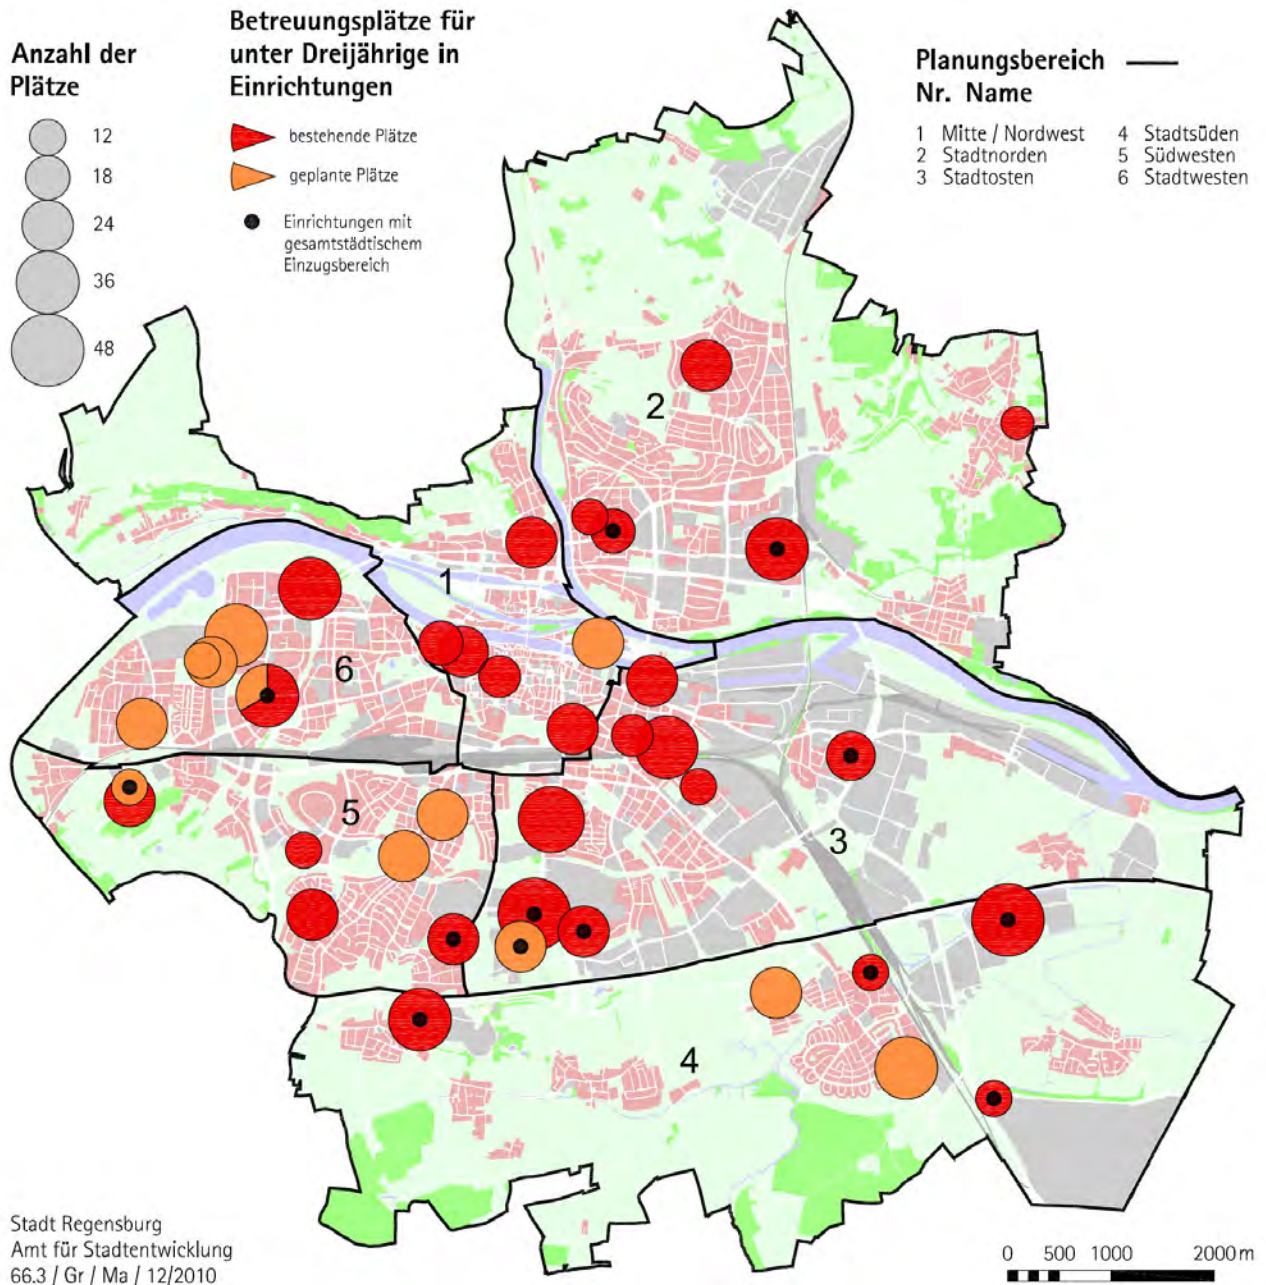 Anzahl der
Plätze
12
18
24
36
48
Betreuungsplätze für
unter Dreijährige in
Einrichtungen
bestehende Plätze
geplante Plätze
Einrichtungen mit
gesamtstädtischem
Einzugsbereich
Planungsbereich
Nr. Name
1 Mitte / Nordwest
2 Stadtnorden
3 Stadtosten
4 Stadtsüden
5 Südwesten
6 Stadtwesten
2
1
6
5
3
4
Stadt Regensburg
Amt für Stadtentwicklung
66.3 / Gr / Ma / 12/2010
0 500 1000 2000 m